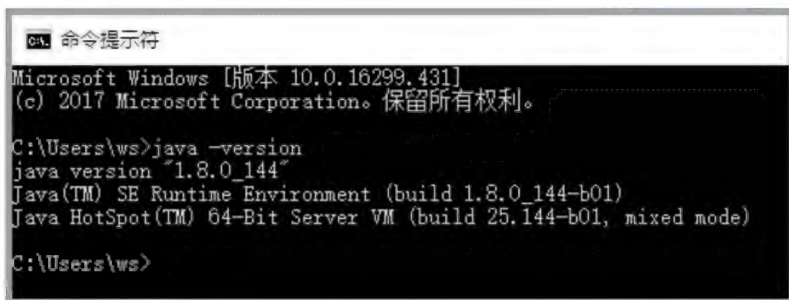 命令提示符
Microsoft Windows [版本 10.0.16299.431]
(c) 2017 Microsoft Corporation。保留所有权利。
C:\Users\ws>java -version
java version "1.8.0_144"
Java(TM) SE Runtime Environment (build 1.8.0_144-b01)
Java HotSpot(TM) 64-Bit Server VM (build 25.144-b01, mixed mode)
C:\Users\ws>